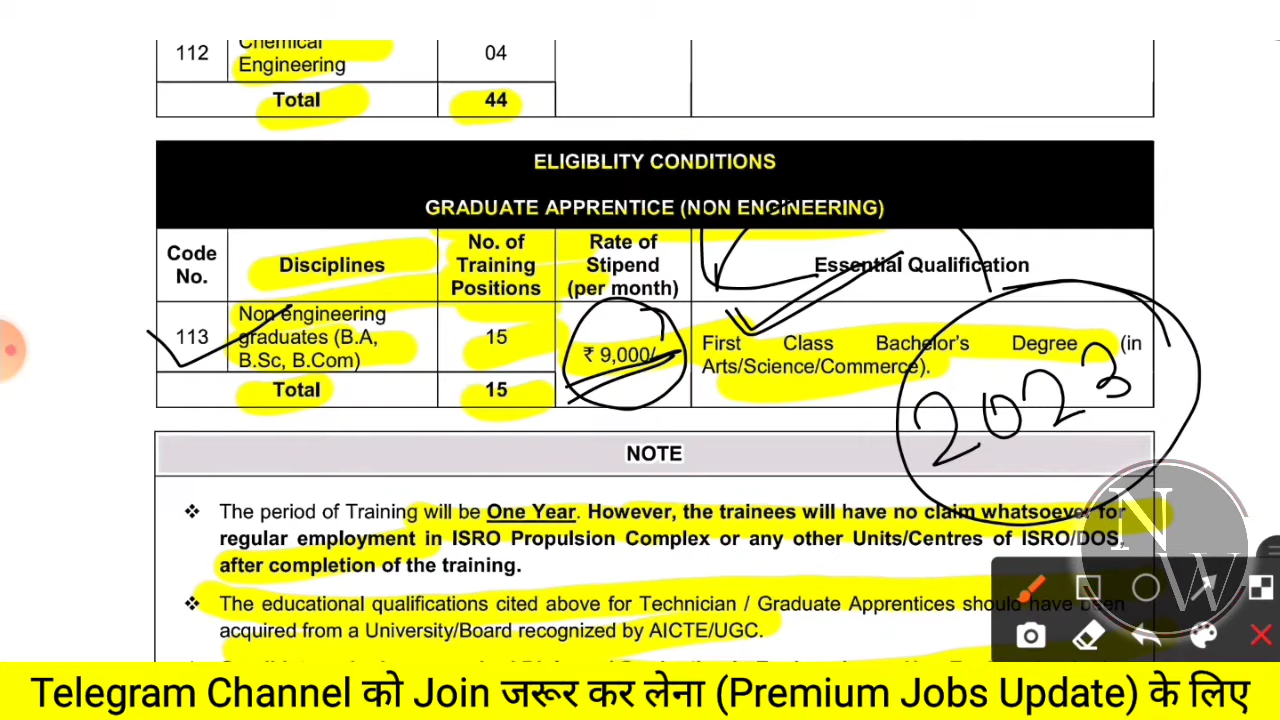 112 Chemical Engineering 04
Total 44
ELIGIBLITY CONDITIONS
GRADUATE APPRENTICE (NON ENGINEERING)
Code No. Disciplines No. of Training Positions Rate of Stipend (per month) Essential Qualification
113 Non engineering graduates (B.A, B.Sc, B.Com) 15 ₹ 9,000/- First Class Bachelor's Degree (in Arts/Science/Commerce).
Total 15
2023
NOTE
❖ The period of Training will be One Year. However, the trainees will have no claim whatsoever for
regular employment in ISRO Propulsion Complex or any other Units/Centres of ISRO/DOS,
after completion of the training.
❖ The educational qualifications cited above for Technician / Graduate Apprentices should have been
acquired from a University/Board recognized by AICTE/UGC.
N W
Telegram Channel को Join जरूर कर लेना (Premium Jobs Update) के लिए